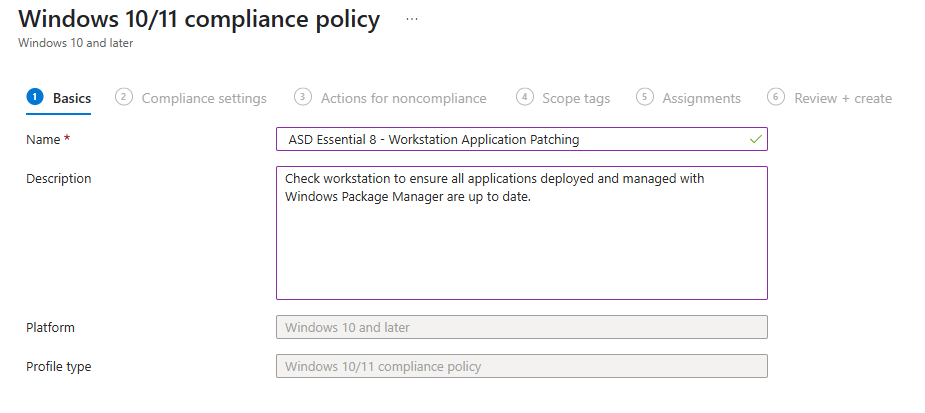 Windows 10/11 compliance policy ...
Windows 10 and later
1 Basics 2 Compliance settings 3 Actions for noncompliance 4 Scope tags 5 Assignments 6 Review + create
Name * ASD Essential 8 - Workstation Application Patching
Description Check workstation to ensure all applications deployed and managed with
Windows Package Manager are up to date.
Platform Windows 10 and later
Profile type Windows 10/11 compliance policy